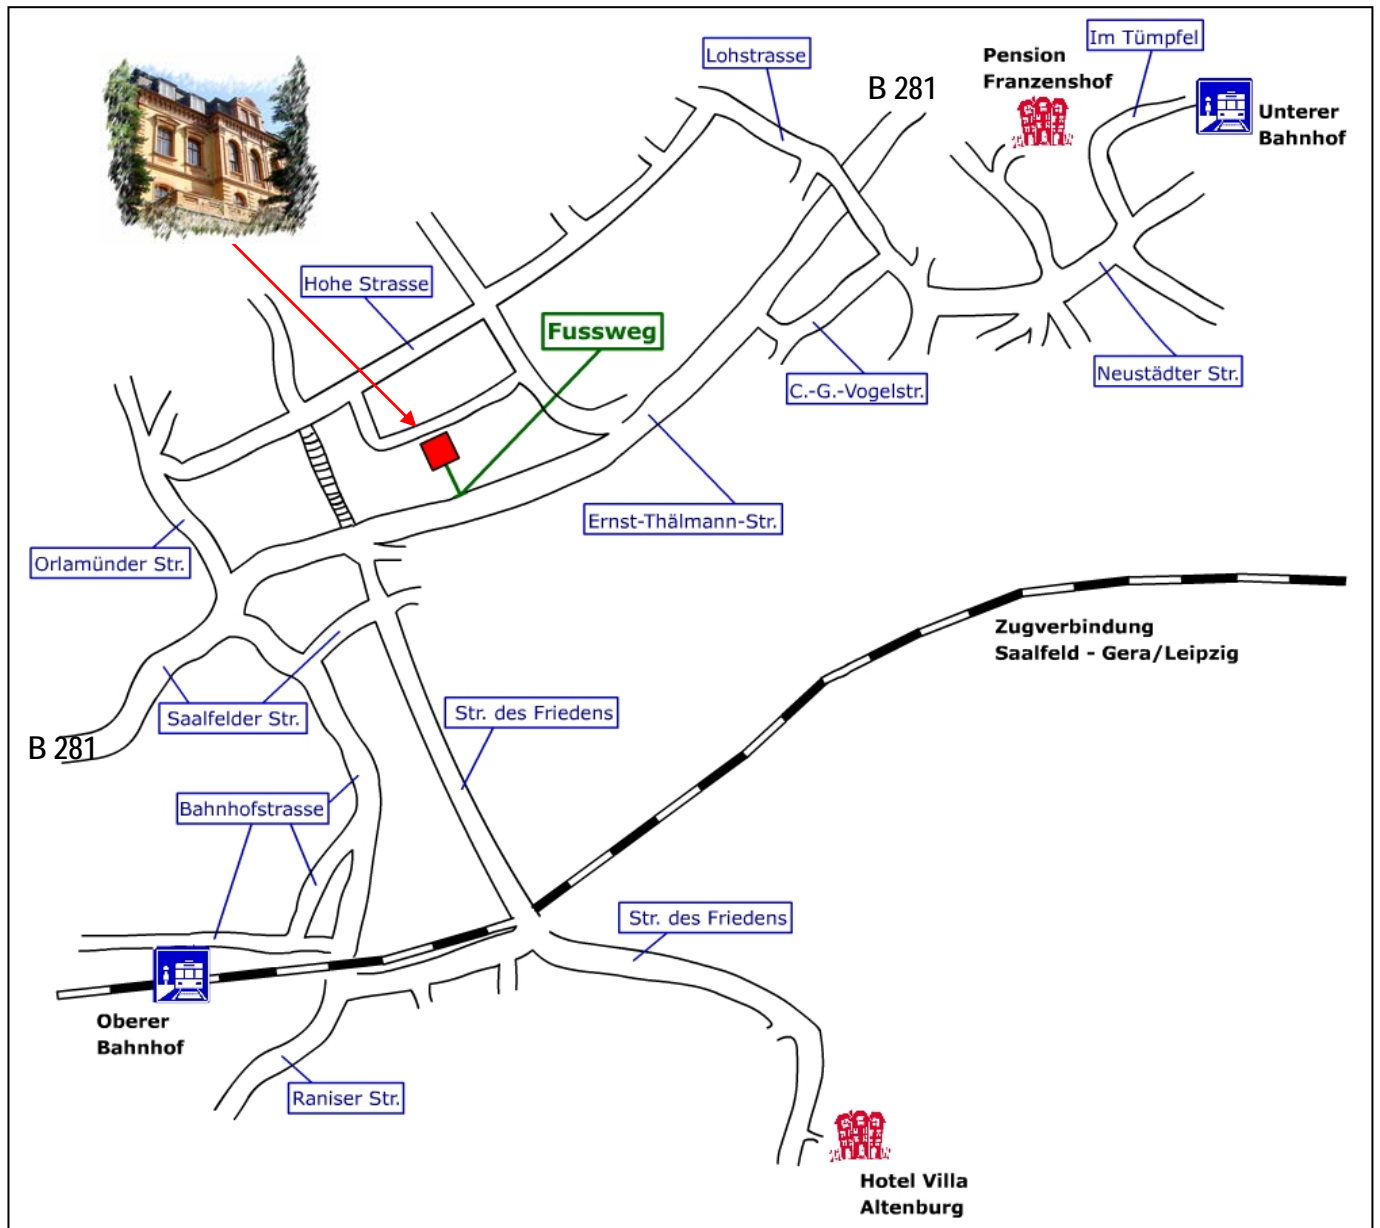 Im Tümpfel
Lohstrasse
Pension
Franzenshof
B 281
Unterer
Bahnhof
Hohe Strasse
Fussweg
Neustädter Str.
C.-G.-Vogelstr.
Ernst-Thälmann-Str.
Orlamünder Str.
Zugverbindung
Saalfeld - Gera/Leipzig
Saalfelder Str.
Str. des Friedens
B 281
Bahnhofstrasse
Str. des Friedens
Oberer
Bahnhof
Raniser Str.
Hotel Villa
Altenburg